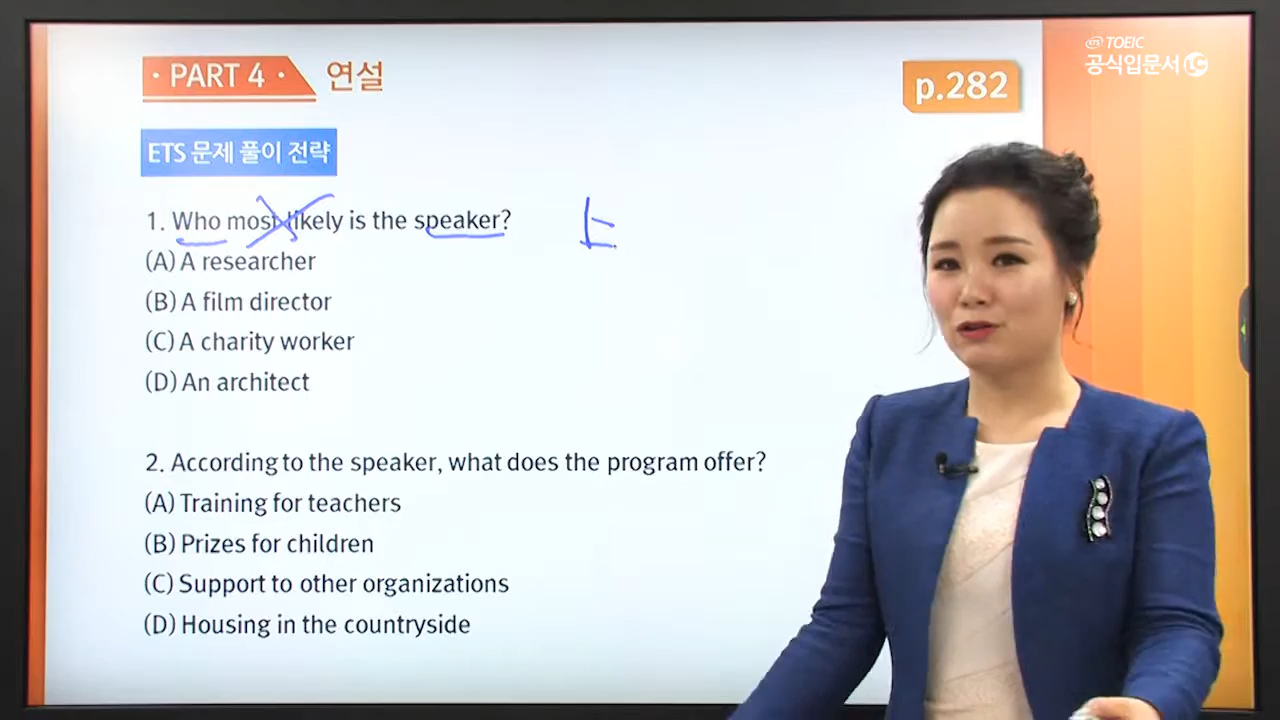 ETS TOEIC
공식입문서 LC
· PART 4 · 연설
p.282
ETS 문제 풀이 전략
1. Who most likely is the speaker?
(A) A researcher
(B) A film director
(C) A charity worker
(D) An architect
2. According to the speaker, what does the program offer?
(A) Training for teachers
(B) Prizes for children
(C) Support to other organizations
(D) Housing in the countryside